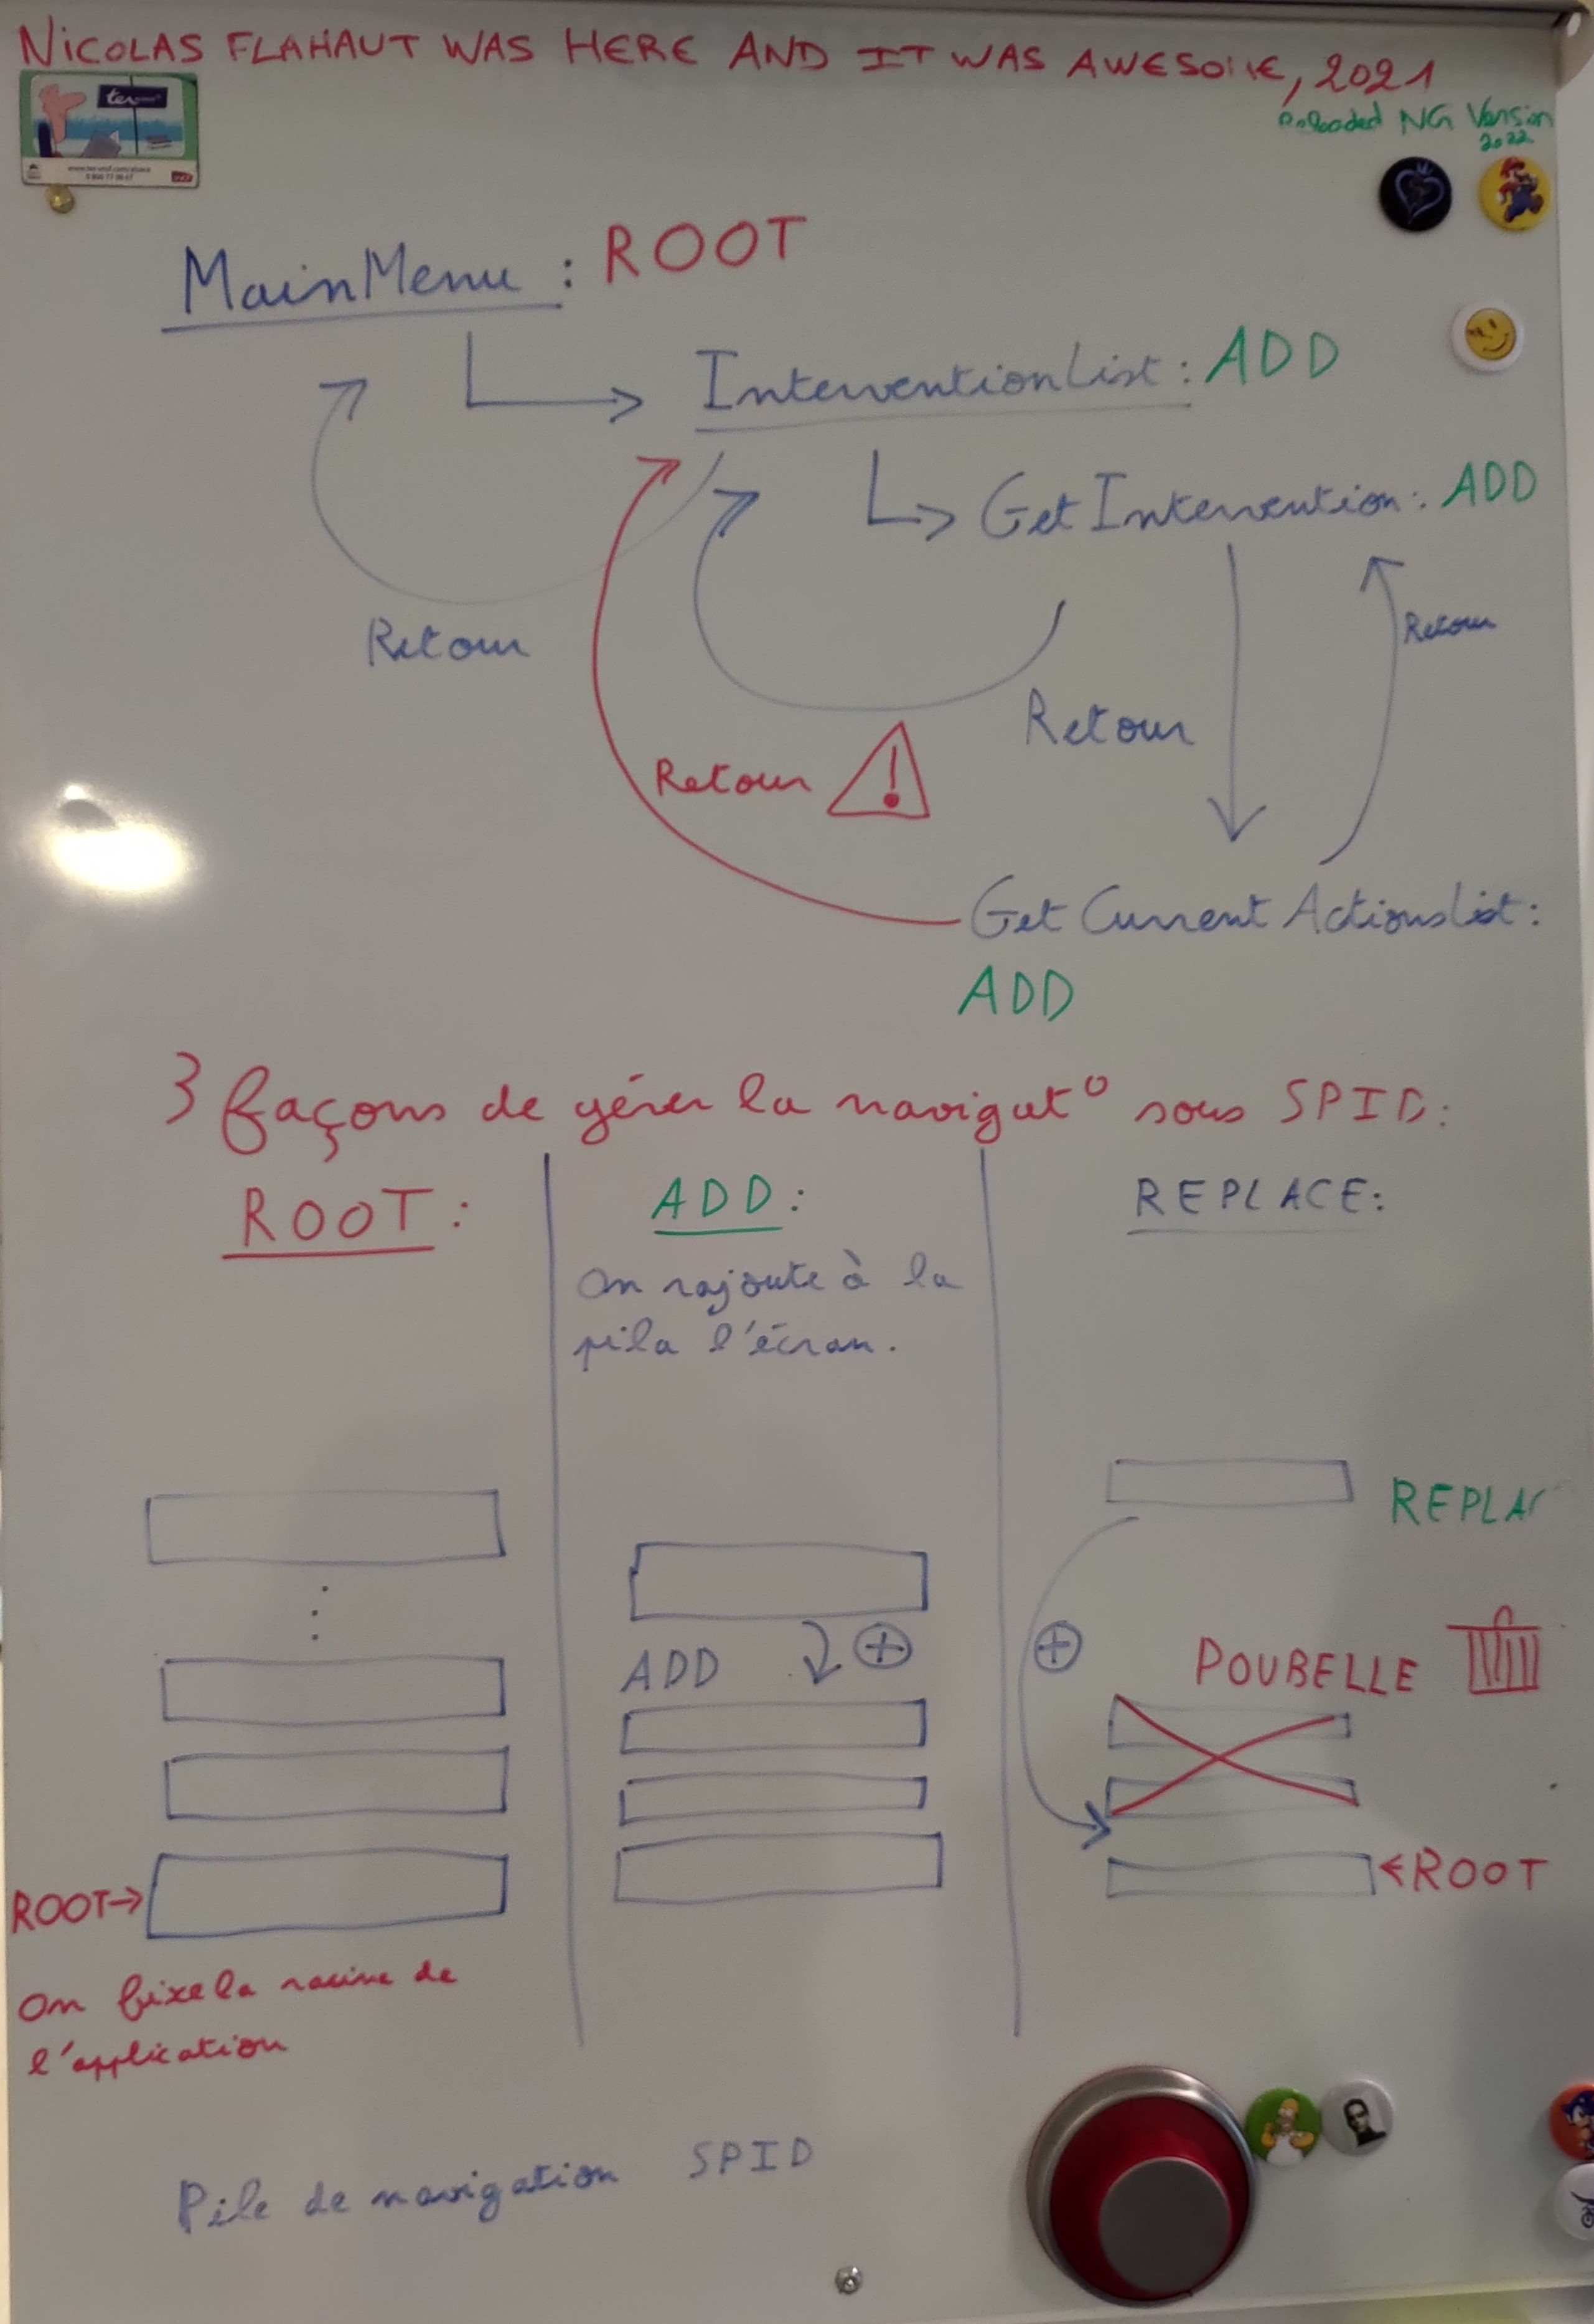 NICOLAS FLAHAUT WAS HERE AND IT WAS AWESOME, 2021
Reloaded NG Version
2022
ter
MainMenu : ROOT
InterventionList : ADD
Get Intervention : ADD
Retour
Retour
Retour
Retour
Get Current ActionsList :
ADD
3 façons de gérer la navigat° sous SPID :
ROOT :
ADD :
REPLACE :
On rajoute à la
pila l'écran.
REPLAC
ADD
POUBELLE
ROOT
ROOT
On fixe la racine de
l'application
Pile de navigation SPID